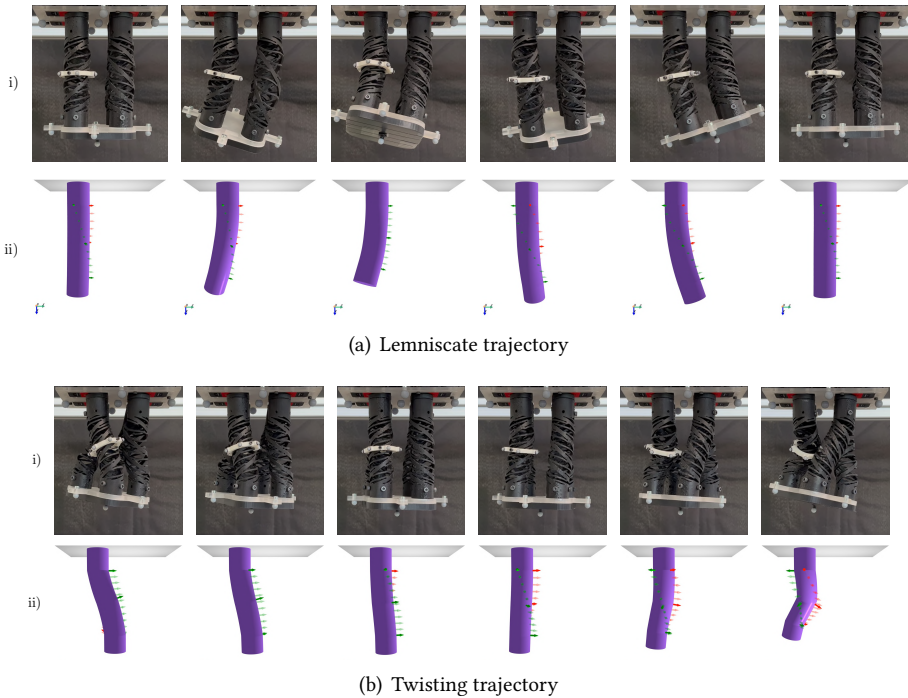 i)
ii)
(a) Lemniscate trajectory
i)
ii)
(b) Twisting trajectory